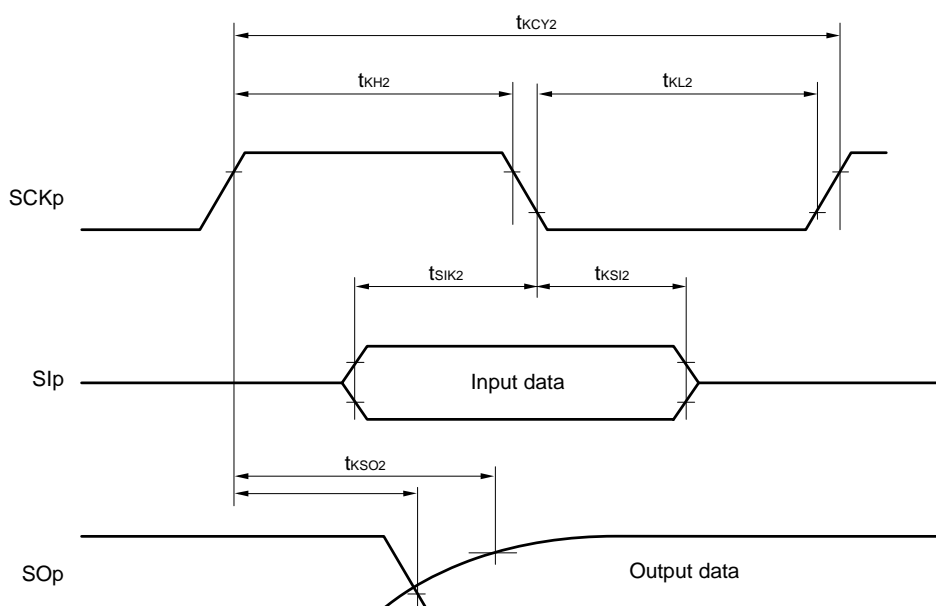 tKCY2
tKH2 tKL2
SCKp
tSIK2 tKSI2
SIp Input data
tKSO2
SOp Output data